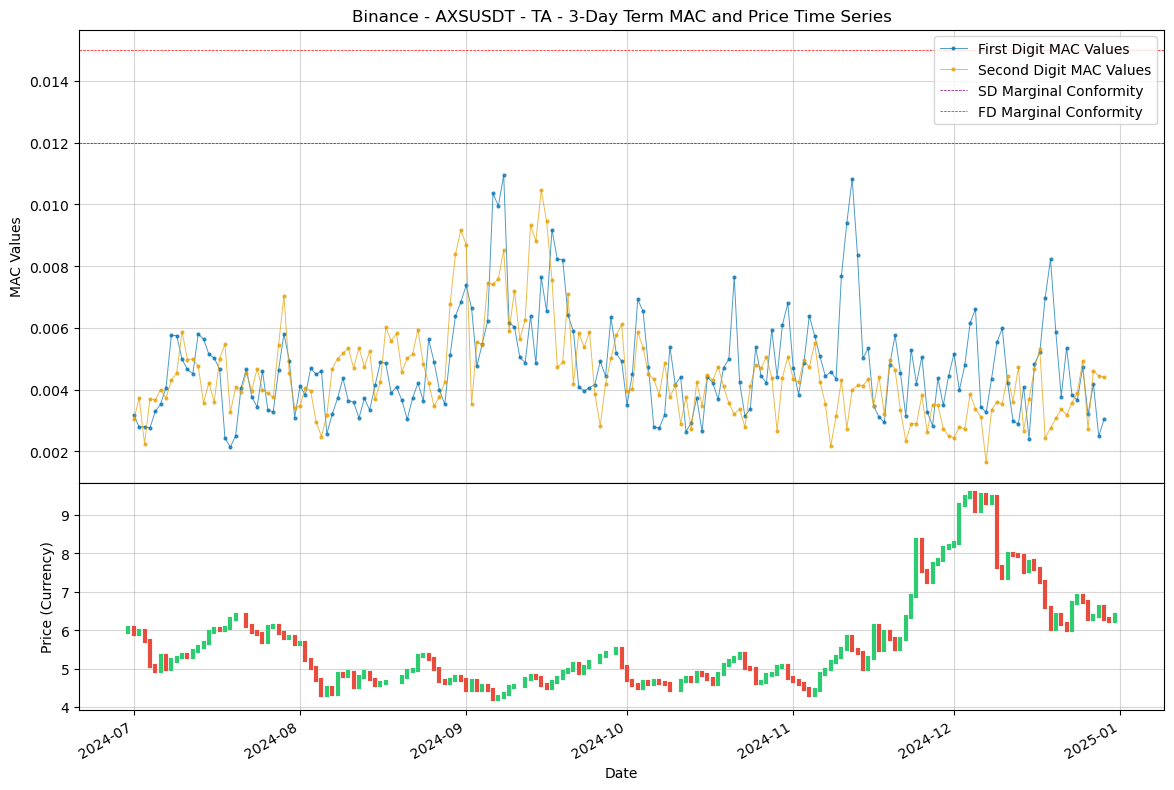 Binance - AXSUSDT - TA - 3-Day Term MAC and Price Time Series
First Digit MAC Values
Second Digit MAC Values
SD Marginal Conformity
FD Marginal Conformity
MAC Values
0.014
0.012
0.010
0.008
0.006
0.004
0.002
Price (Currency)
9
8
7
6
5
4
2024-07
2024-08
2024-09
2024-10
2024-11
2024-12
2025-01
Date